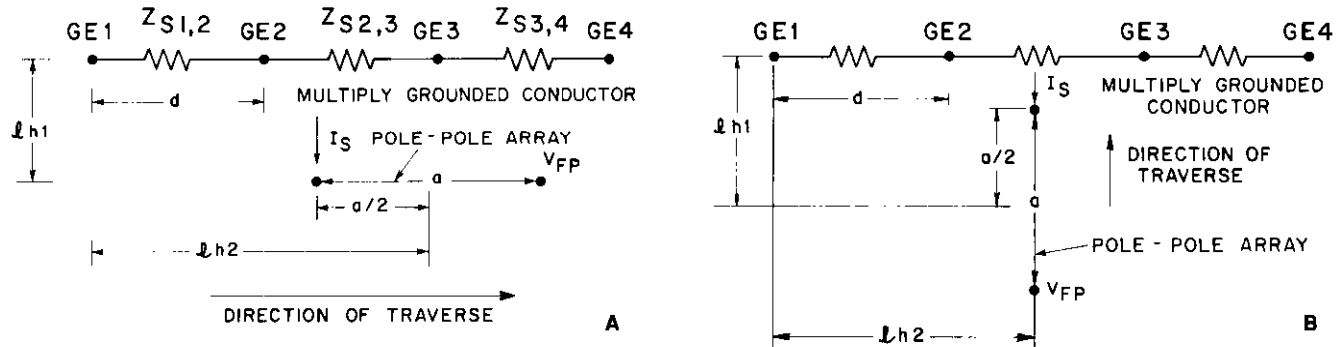 GE1 ZS1,2 GE2 ZS2,3 GE3 ZS3,4 GE4
d
MULTIPLY GROUNDED CONDUCTOR
ℓh1
IS POLE-POLE ARRAY
VFP
a
a/2
ℓh2
DIRECTION OF TRAVERSE
A
GE1 GE2 GE3 GE4
IS
d
MULTIPLY GROUNDED
CONDUCTOR
ℓh1
a/2
DIRECTION OF
TRAVERSE
a
POLE - POLE ARRAY
VFP
ℓh2
B